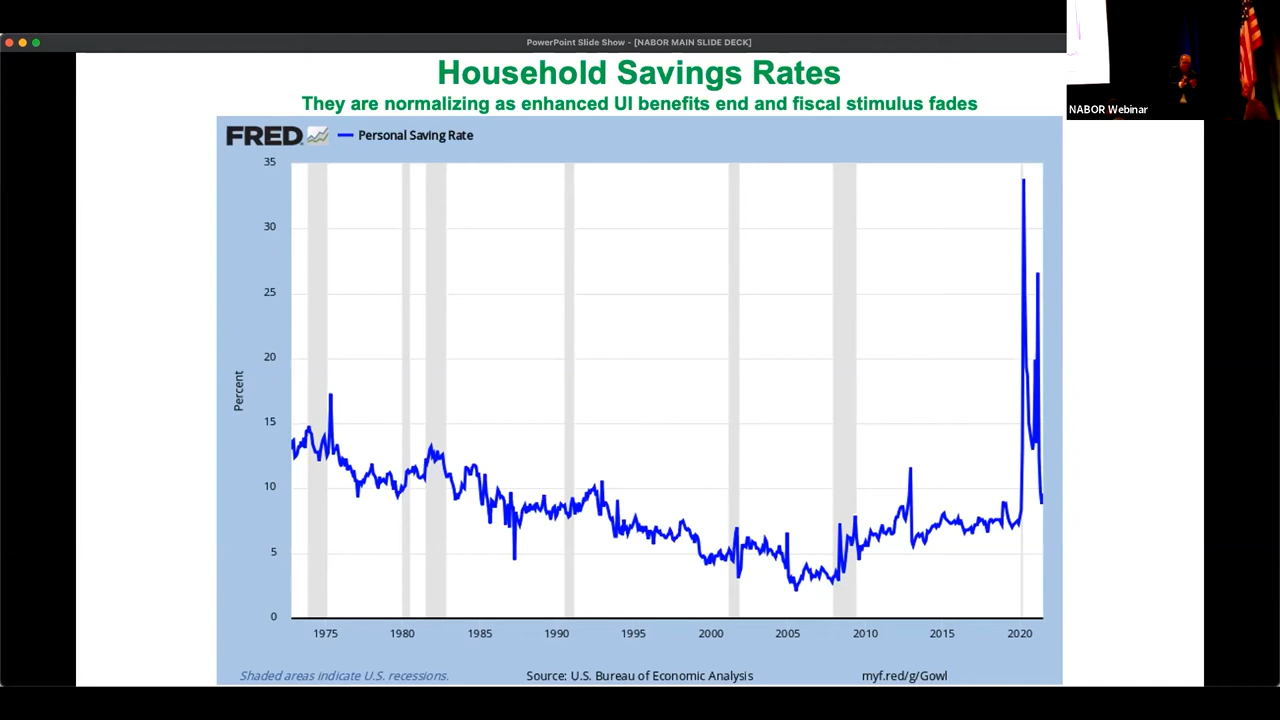 PowerPoint Slide Show - [NABOR MAIN SLIDE DECK]
NABOR Webinar
Household Savings Rates
They are normalizing as enhanced UI benefits end and fiscal stimulus fades
FRED
Personal Saving Rate
35
30
25
20
15
10
5
0
Percent
1975 1980 1985 1990 1995 2000 2005 2010 2015 2020
Shaded areas indicate U.S. recessions. Source: U.S. Bureau of Economic Analysis myf.red/g/Gowl